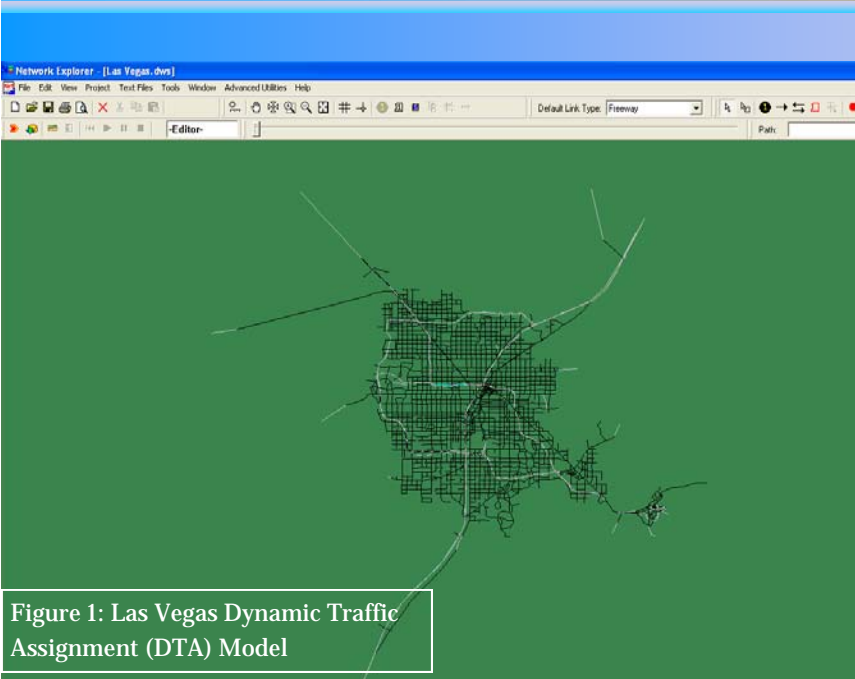 Network Explorer - [Las Vegas.dws]
File Edit View Project Text Files Tools Window Advanced Utilities Help
Default Link Type: Freeway
-Editor-
Path:
Figure 1: Las Vegas Dynamic Traffic
Assignment (DTA) Model